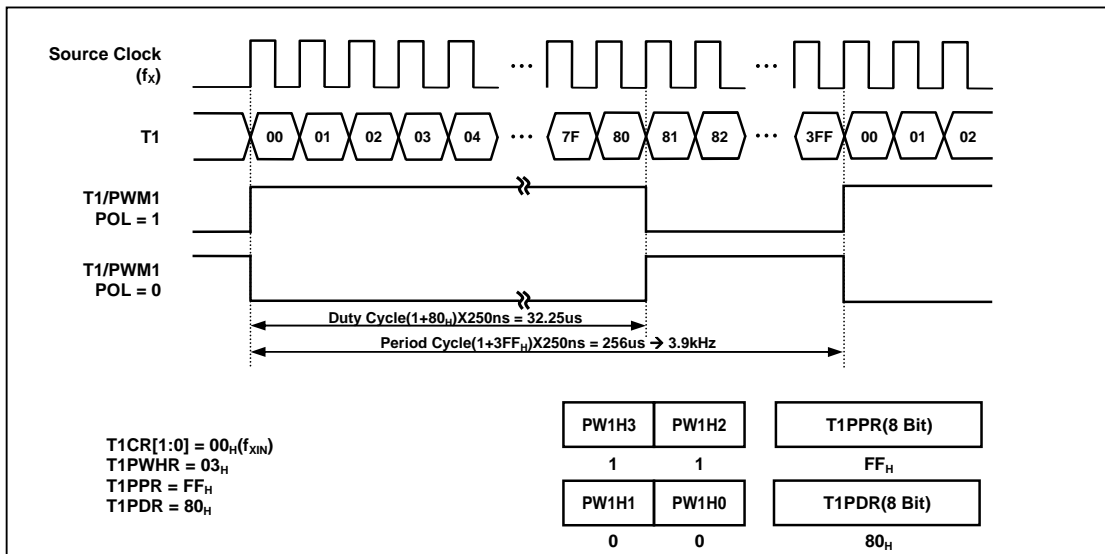 Source Clock
(fX)
T1
00 01 02 03 04 ... 7F 80 81 82 ... 3FF 00 01 02
T1/PWM1
POL = 1
T1/PWM1
POL = 0
Duty Cycle(1+80H)X250ns = 32.25us
Period Cycle(1+3FFH)X250ns = 256us → 3.9kHz
T1CR[1:0] = 00H(fXIN)
T1PWHR = 03H
T1PPR = FFH
T1PDR = 80H
PW1H3 PW1H2 T1PPR(8 Bit)
1 1 FFH
PW1H1 PW1H0 T1PDR(8 Bit)
0 0 80H